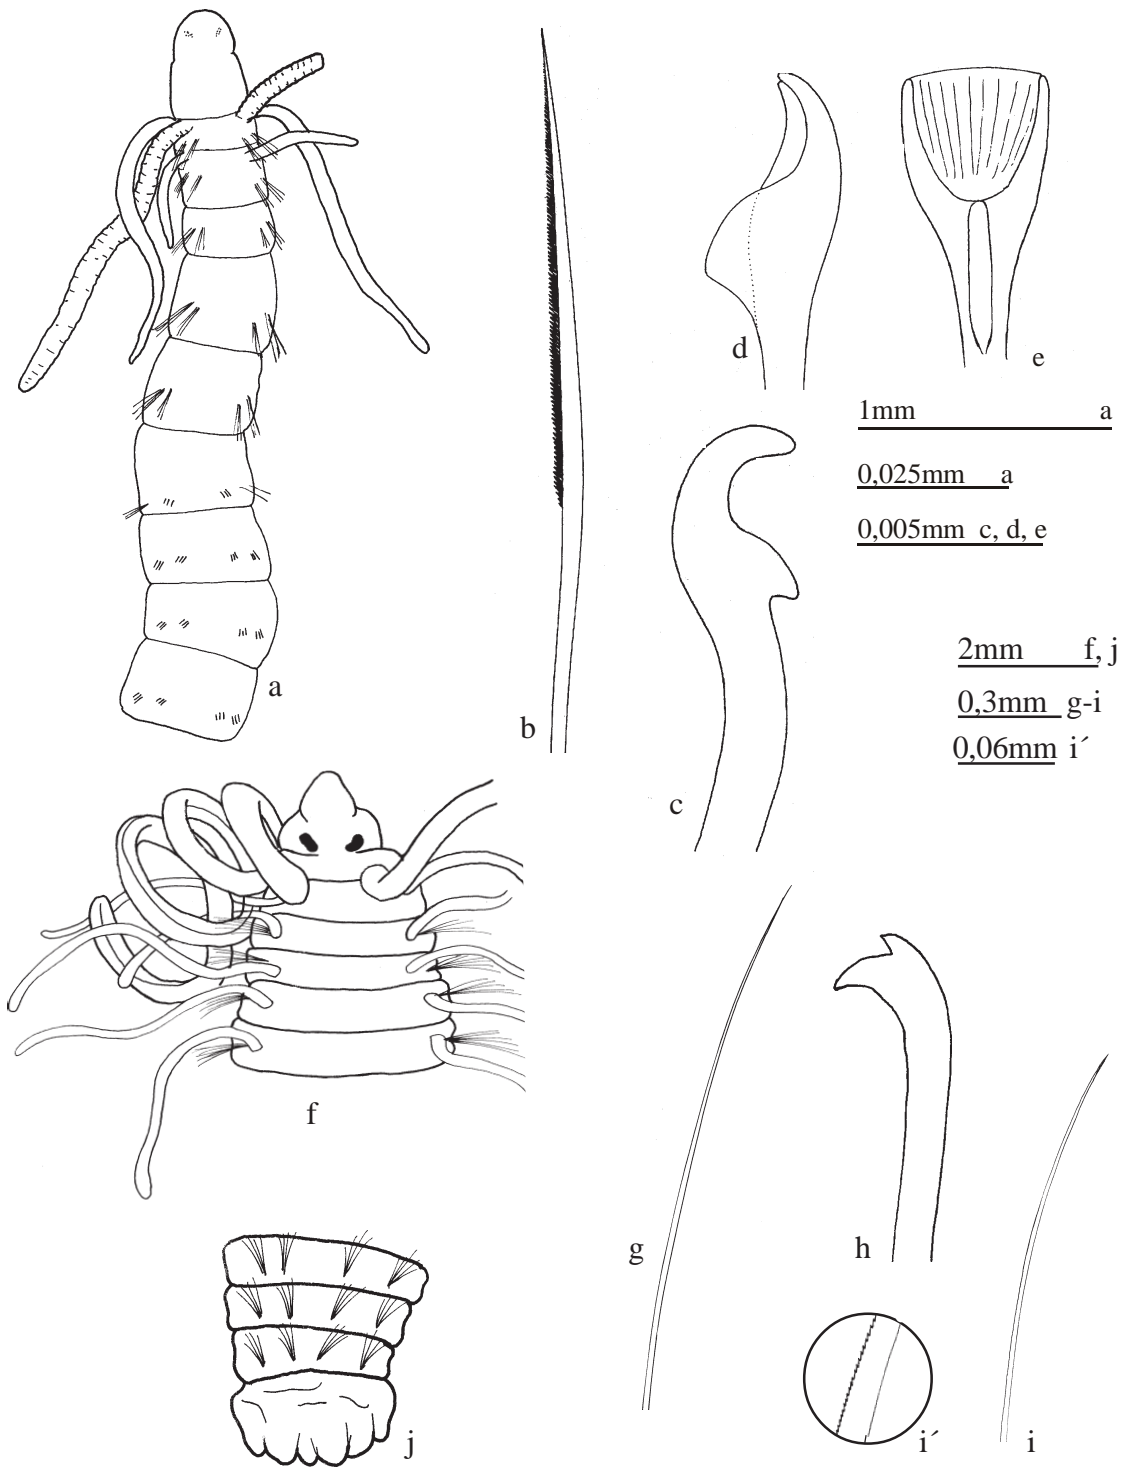 d
e
1mm a
0,025mm a
0,005mm c, d, e
a
b
2mm f, j
0,3mm g-i
0,06mm i´
c
f
g
h
j
i´
i